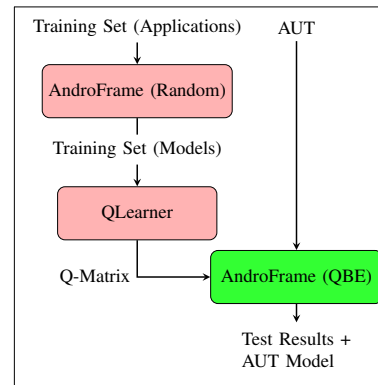 Training Set (Applications)
AUT
AndroFrame (Random)
Training Set (Models)
QLearner
Q-Matrix
AndroFrame (QBE)
Test Results +
AUT Model